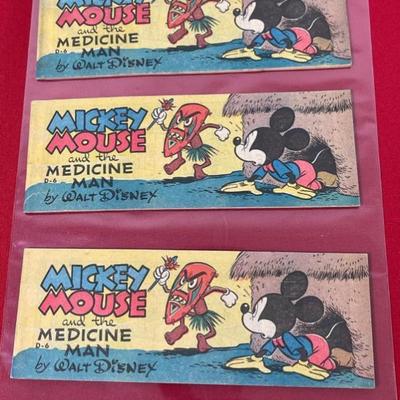 MICKEY
MOUSE
and the
MEDICINE
D-6 MAN
by WALT DISNEY
MICKEY
MOUSE
and the
MEDICINE
D-6 MAN
by WALT DISNEY
MICKEY
MOUSE
and the
MEDICINE
D-6 MAN
by WALT DISNEY